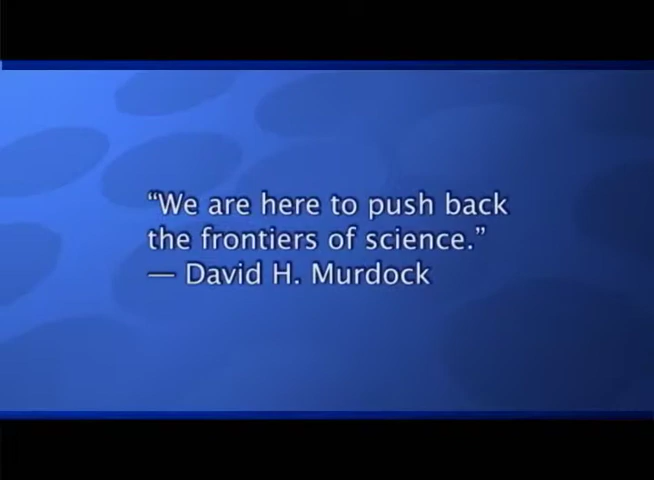 “We are here to push back
the frontiers of science.”
— David H. Murdock